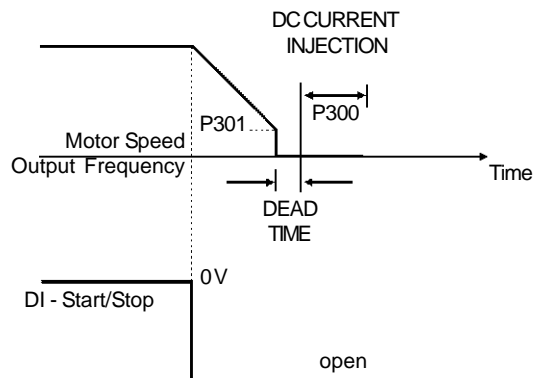 DC CURRENT
INJECTION
P301
P300
Motor Speed
Output Frequency
Time
DEAD
TIME
0V
DI - Start/Stop
open